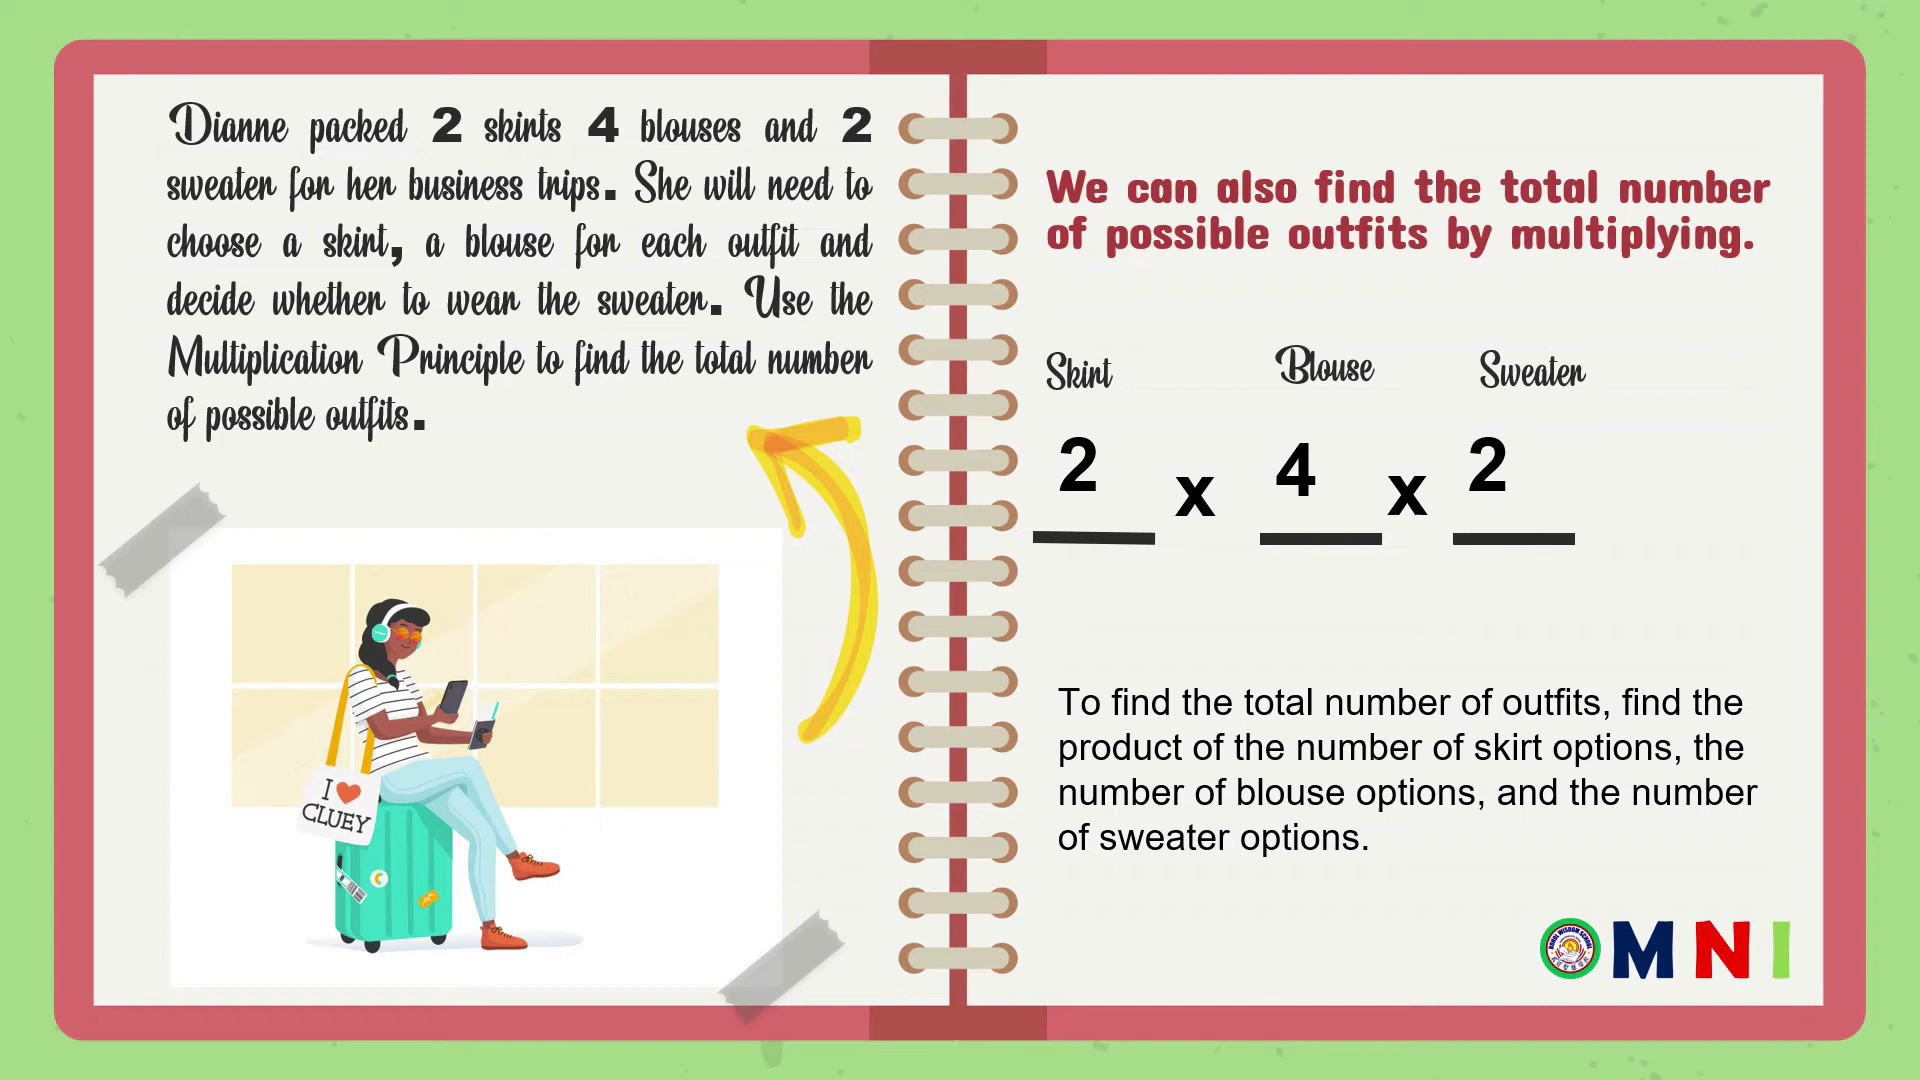 Dianne packed 2 skirts 4 blouses and 2
sweater for her business trips. She will need to
choose a skirt, a blouse for each outfit and
decide whether to wear the sweater. Use the
Multiplication Principle to find the total number
of possible outfits.
I
CLUEY
We can also find the total number
of possible outfits by multiplying.
Skirt Blouse Sweater
2 x 4 x 2
To find the total number of outfits, find the
product of the number of skirt options, the
number of blouse options, and the number
of sweater options.
MNI